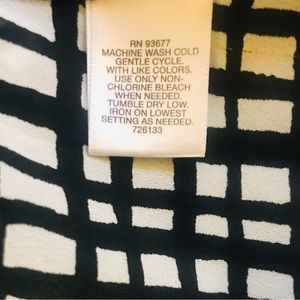 RN 93677
MACHINE WASH COLD
GENTLE CYCLE.
WITH LIKE COLORS.
USE ONLY NON-
CHLORINE BLEACH
WHEN NEEDED.
TUMBLE DRY LOW.
IRON ON LOWEST
SETTING AS NEEDED.
726133